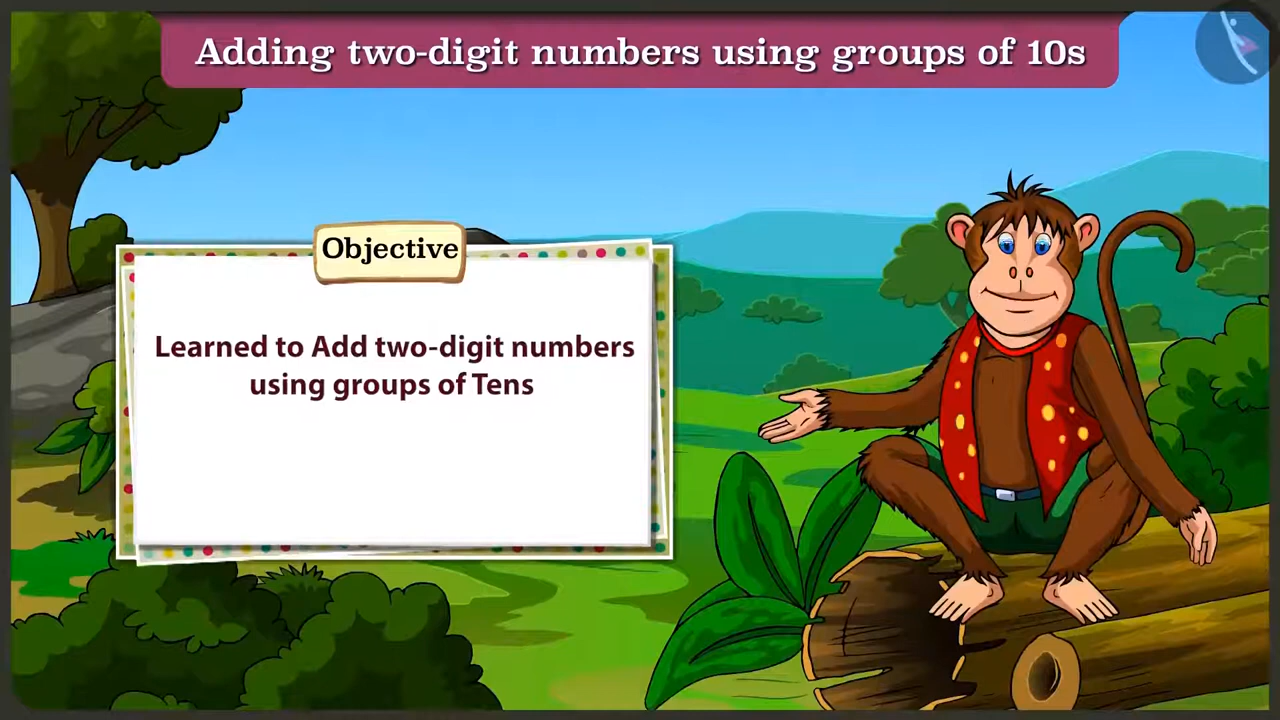 Adding two-digit numbers using groups of 10s
Objective
Learned to Add two-digit numbers
using groups of Tens